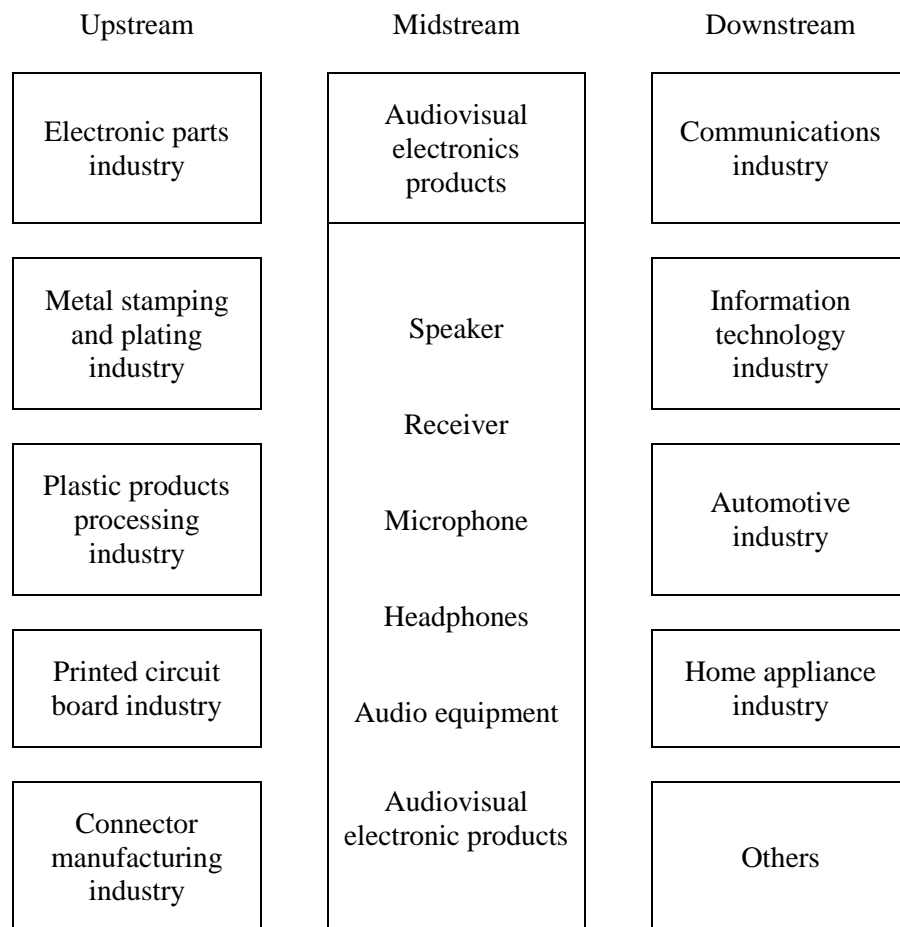 Upstream
Midstream
Downstream
Electronic parts
industry
Metal stamping
and plating
industry
Plastic products
processing
industry
Printed circuit
board industry
Connector
manufacturing
industry
Audiovisual
electronics
products
Speaker
Receiver
Microphone
Headphones
Audio equipment
Audiovisual
electronic products
Communications
industry
Information
technology
industry
Automotive
industry
Home appliance
industry
Others